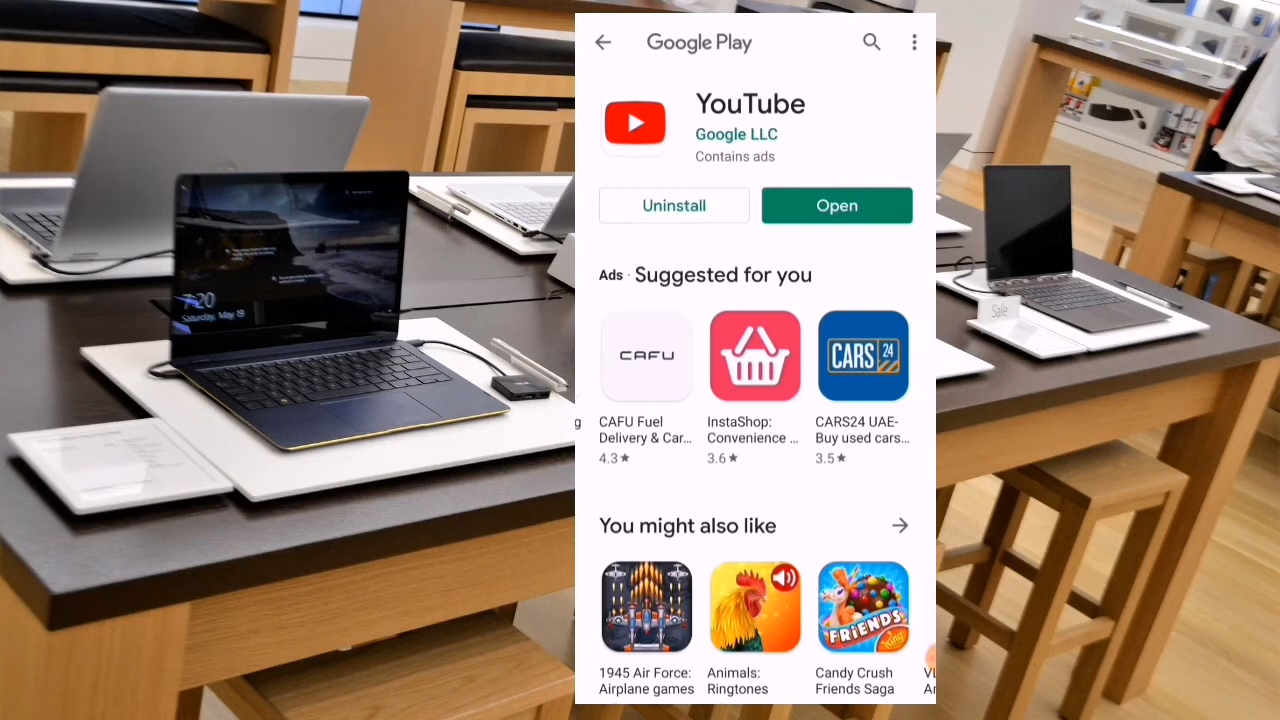 Google Play
YouTube
Google LLC
Contains ads
Uninstall
Open
Ads · Suggested for you
CAFU
CARS 24
g
CAFU Fuel
Delivery & Car...
4.3★
InstaShop:
Convenience ...
3.6★
CARS24 UAE-
Buy used cars...
3.5★
You might also like
FRIENDS
1945 Air Force:
Airplane games
Animals:
Ringtones
Candy Crush
Friends Saga
7:20
Saturday, May 19
Sale